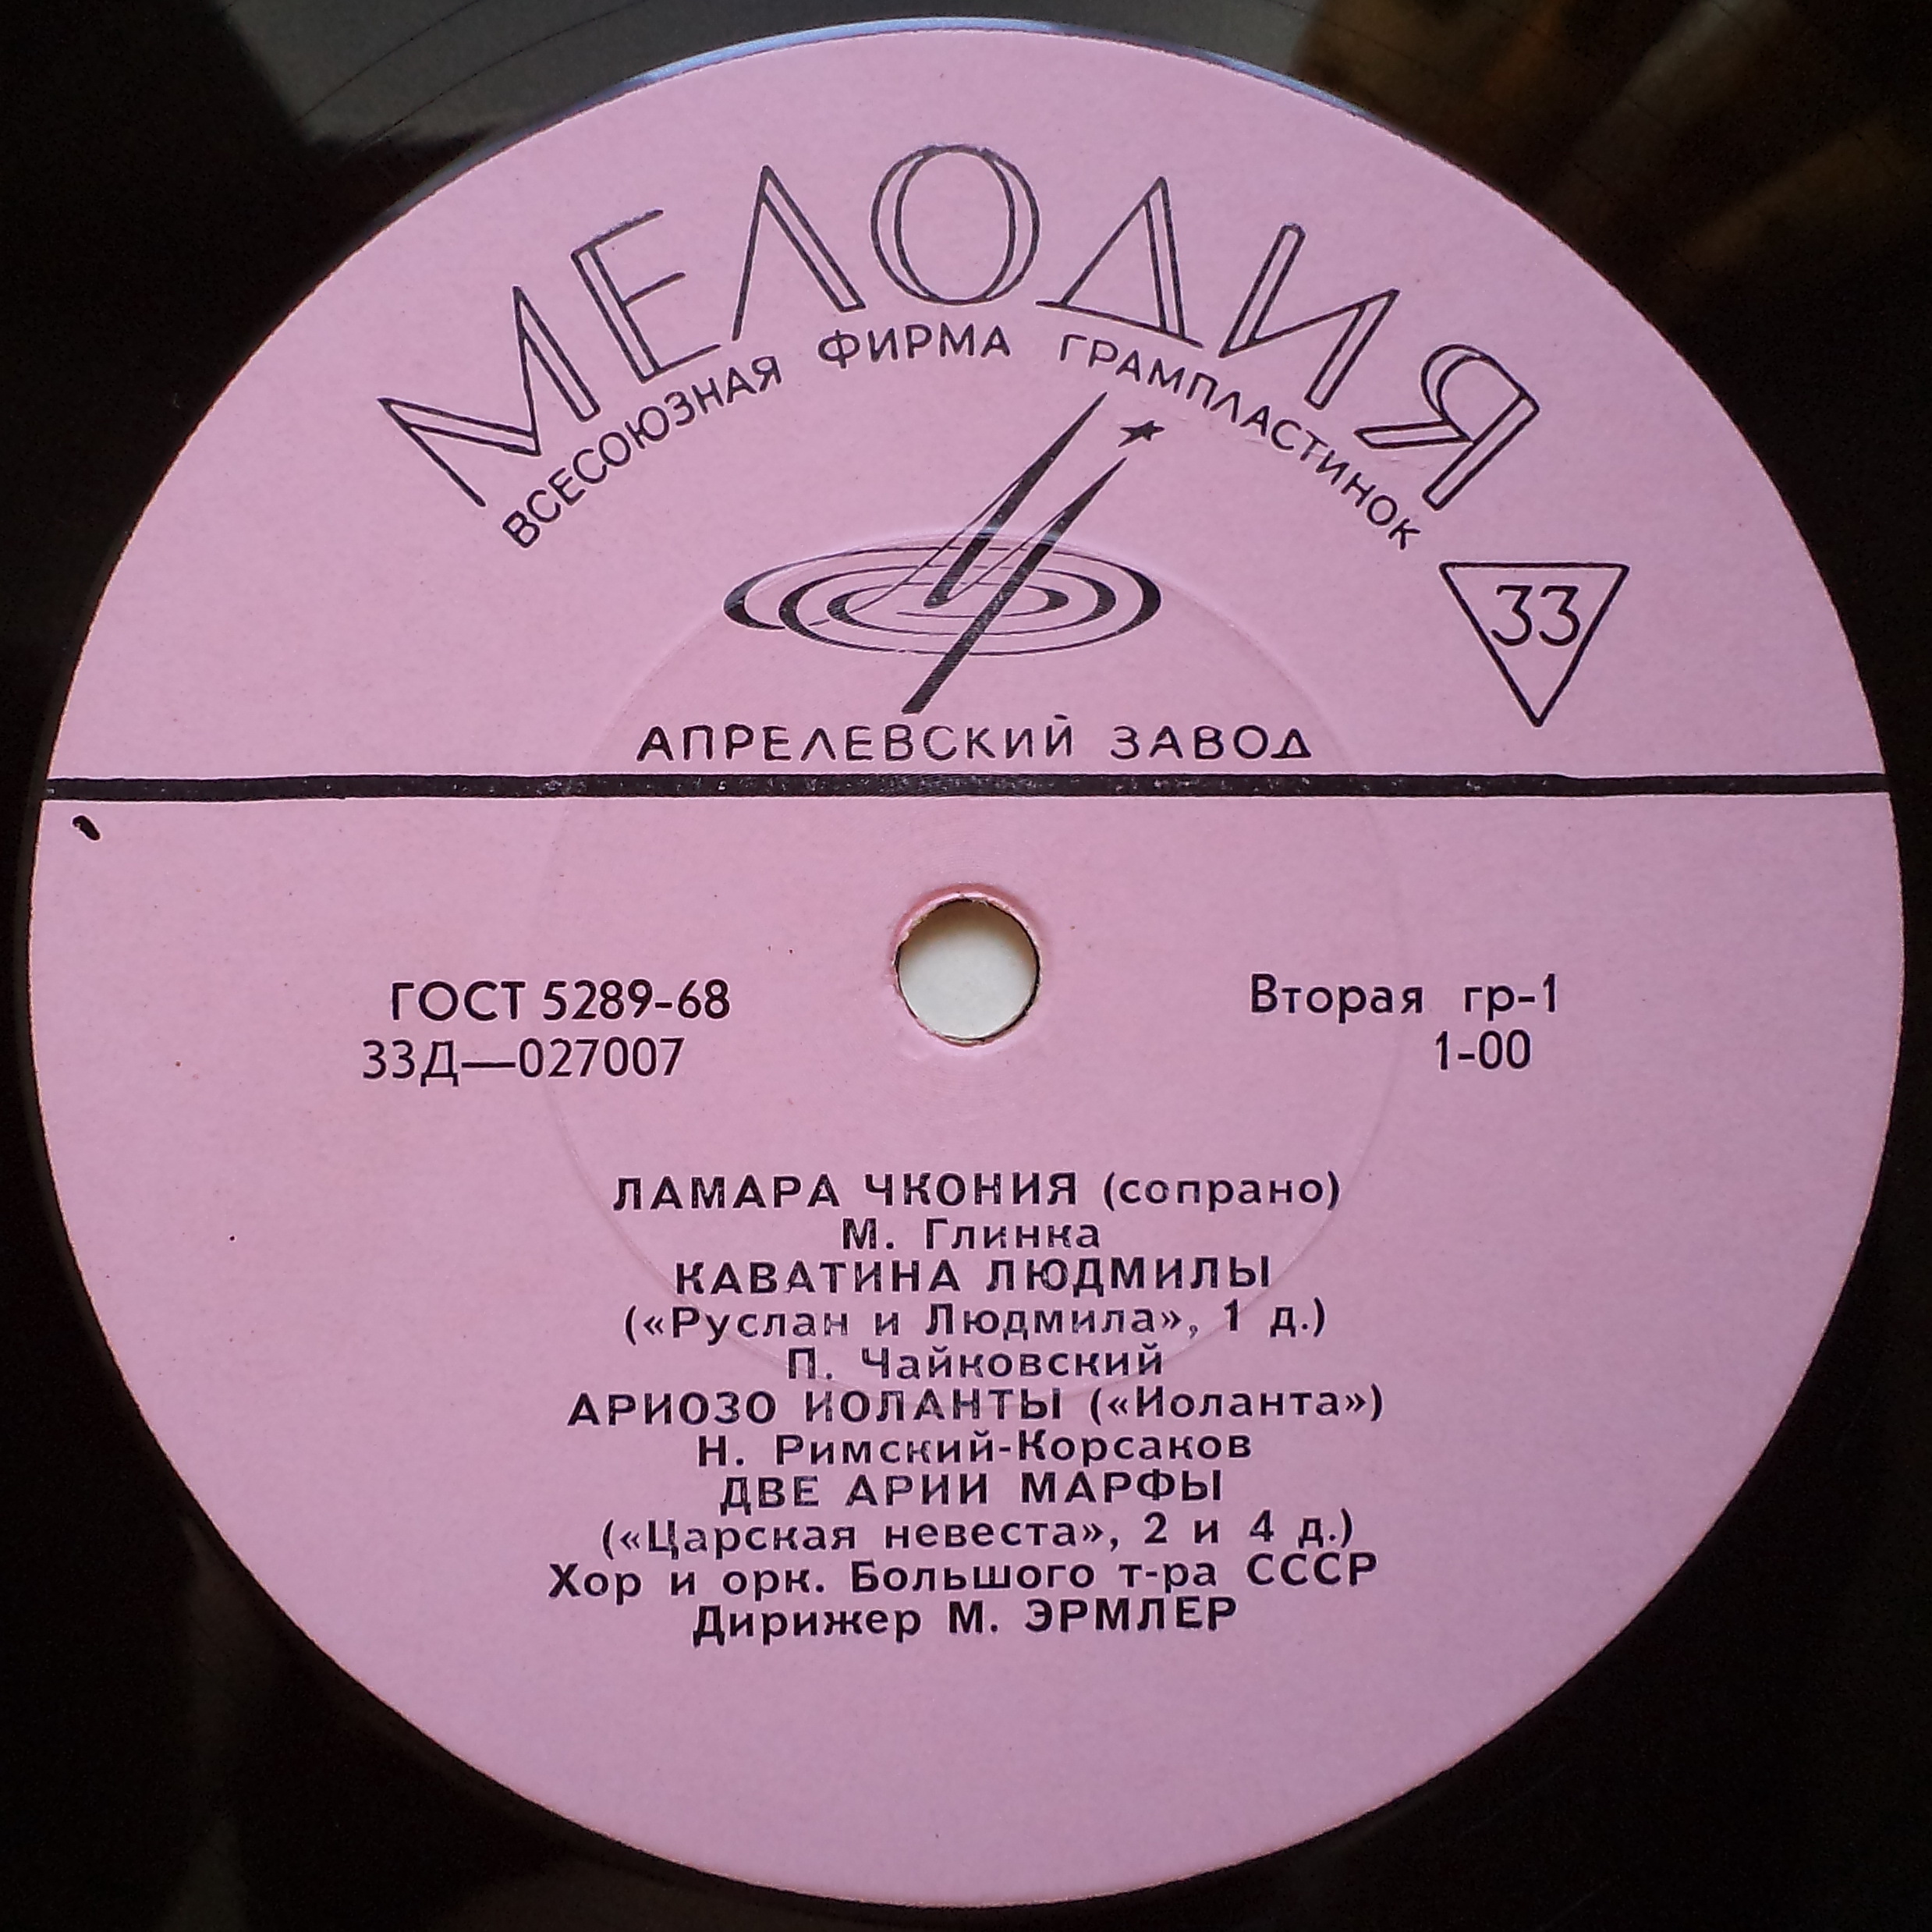 МЕЛОДИЯ
ВСЕСОЮЗНАЯ ФИРМА ГРАМПЛАСТИНОК
33
АПРЕЛЕВСКИЙ ЗАВОД
ГОСТ 5289-68
Вторая гр-1
33Д—027007
1-00
ЛАМАРА ЧКОНИЯ (сопрано)
М. Глинка
КАВАТИНА ЛЮДМИЛЫ
(«Руслан и Людмила», 1 д.)
П. Чайковский
АРИОЗО ИОЛАНТЫ («Иоланта»)
Н. Римский-Корсаков
ДВЕ АРИИ МАРФЫ
(«Царская невеста», 2 и 4 д.)
Хор и орк. Большого т-ра СССР
Дирижер М. ЭРМЛЕР